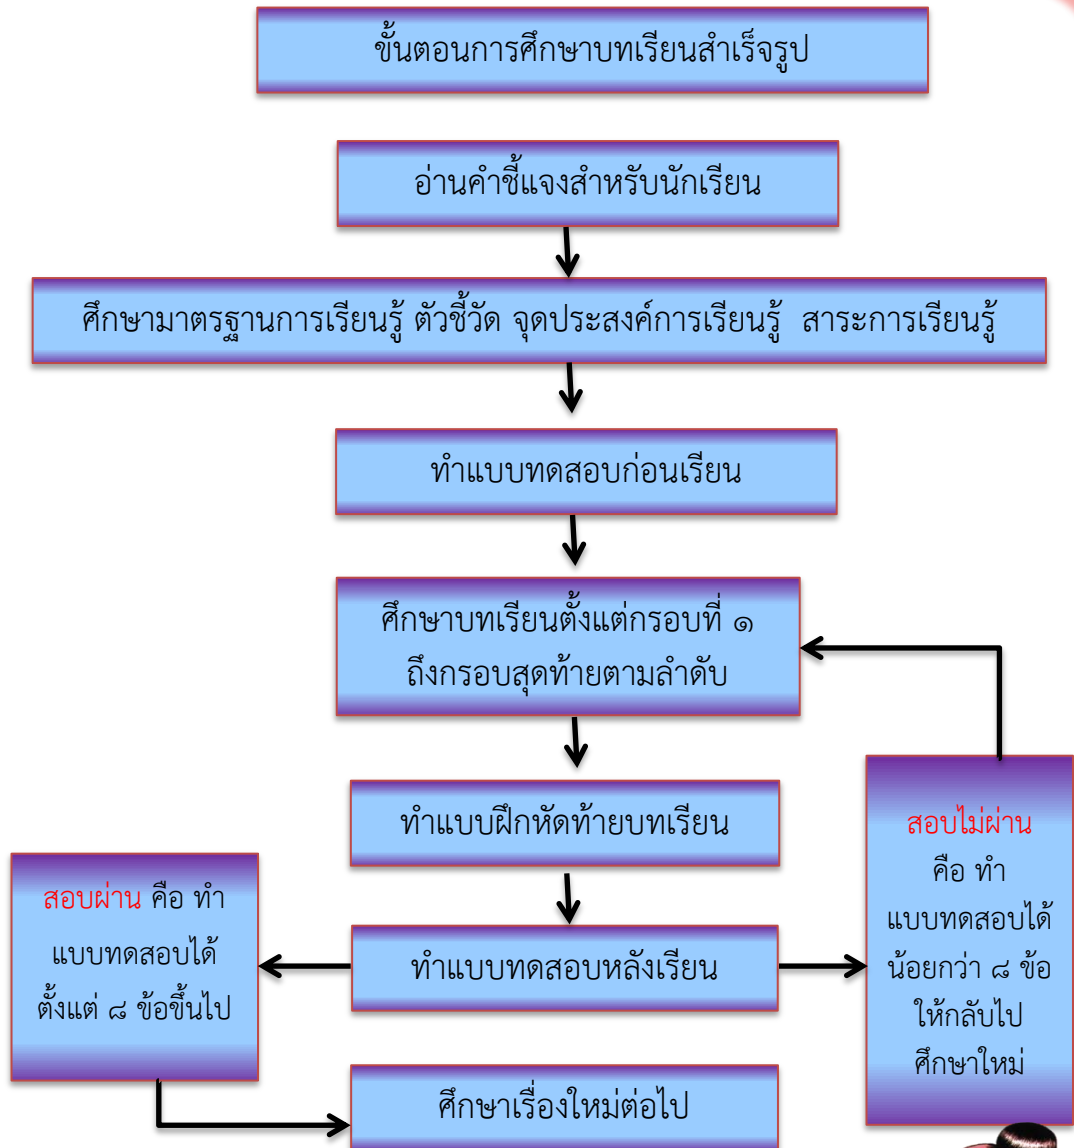 ขั้นตอนการศึกษาบทเรียนสำเร็จรูป
อ่านคำชี้แจงสำหรับนักเรียน
ศึกษามาตรฐานการเรียนรู้ ตัวชี้วัด จุดประสงค์การเรียนรู้ สาระการเรียนรู้
ทำแบบทดสอบก่อนเรียน
ศึกษาบทเรียนตั้งแต่กรอบที่ ๑
ถึงกรอบสุดท้ายตามลำดับ
ทำแบบฝึกหัดท้ายบทเรียน
ทำแบบทดสอบหลังเรียน
สอบผ่าน คือ ทำ
แบบทดสอบได้
ตั้งแต่ ๘ ข้อขึ้นไป
สอบไม่ผ่าน
คือ ทำ
แบบทดสอบได้
น้อยกว่า ๘ ข้อ
ให้กลับไป
ศึกษาใหม่
ศึกษาเรื่องใหม่ต่อไป